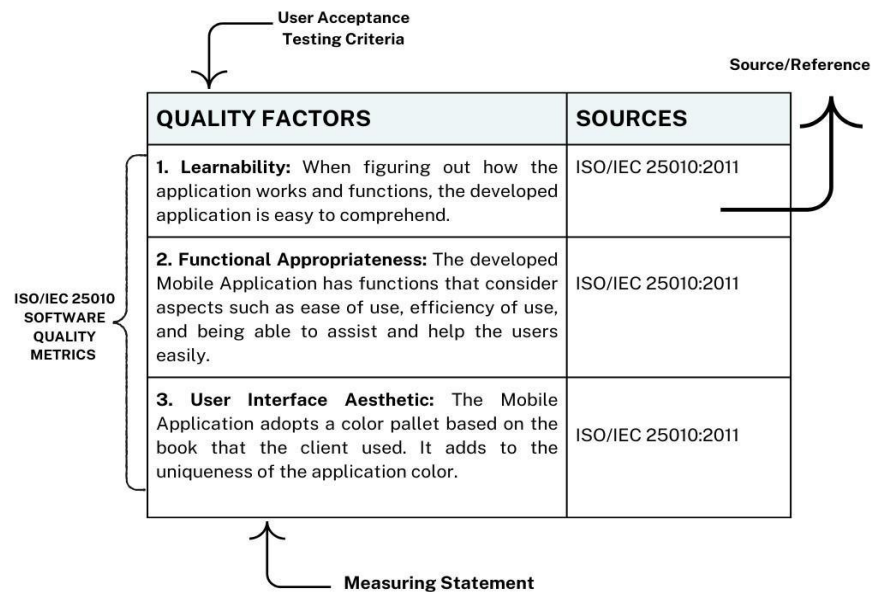 User Acceptance
Testing Criteria
Source/Reference
QUALITY FACTORS
SOURCES
1. Learnability: When figuring out how the
application works and functions, the developed
application is easy to comprehend.
ISO/IEC 25010:2011
2. Functional Appropriateness: The developed
Mobile Application has functions that consider
aspects such as ease of use, efficiency of use,
and being able to assist and help the users
easily.
ISO/IEC 25010:2011
ISO/IEC 25010
SOFTWARE
QUALITY
METRICS
3. User Interface Aesthetic: The Mobile
Application adopts a color pallet based on the
book that the client used. It adds to the
uniqueness of the application color.
ISO/IEC 25010:2011
Measuring Statement